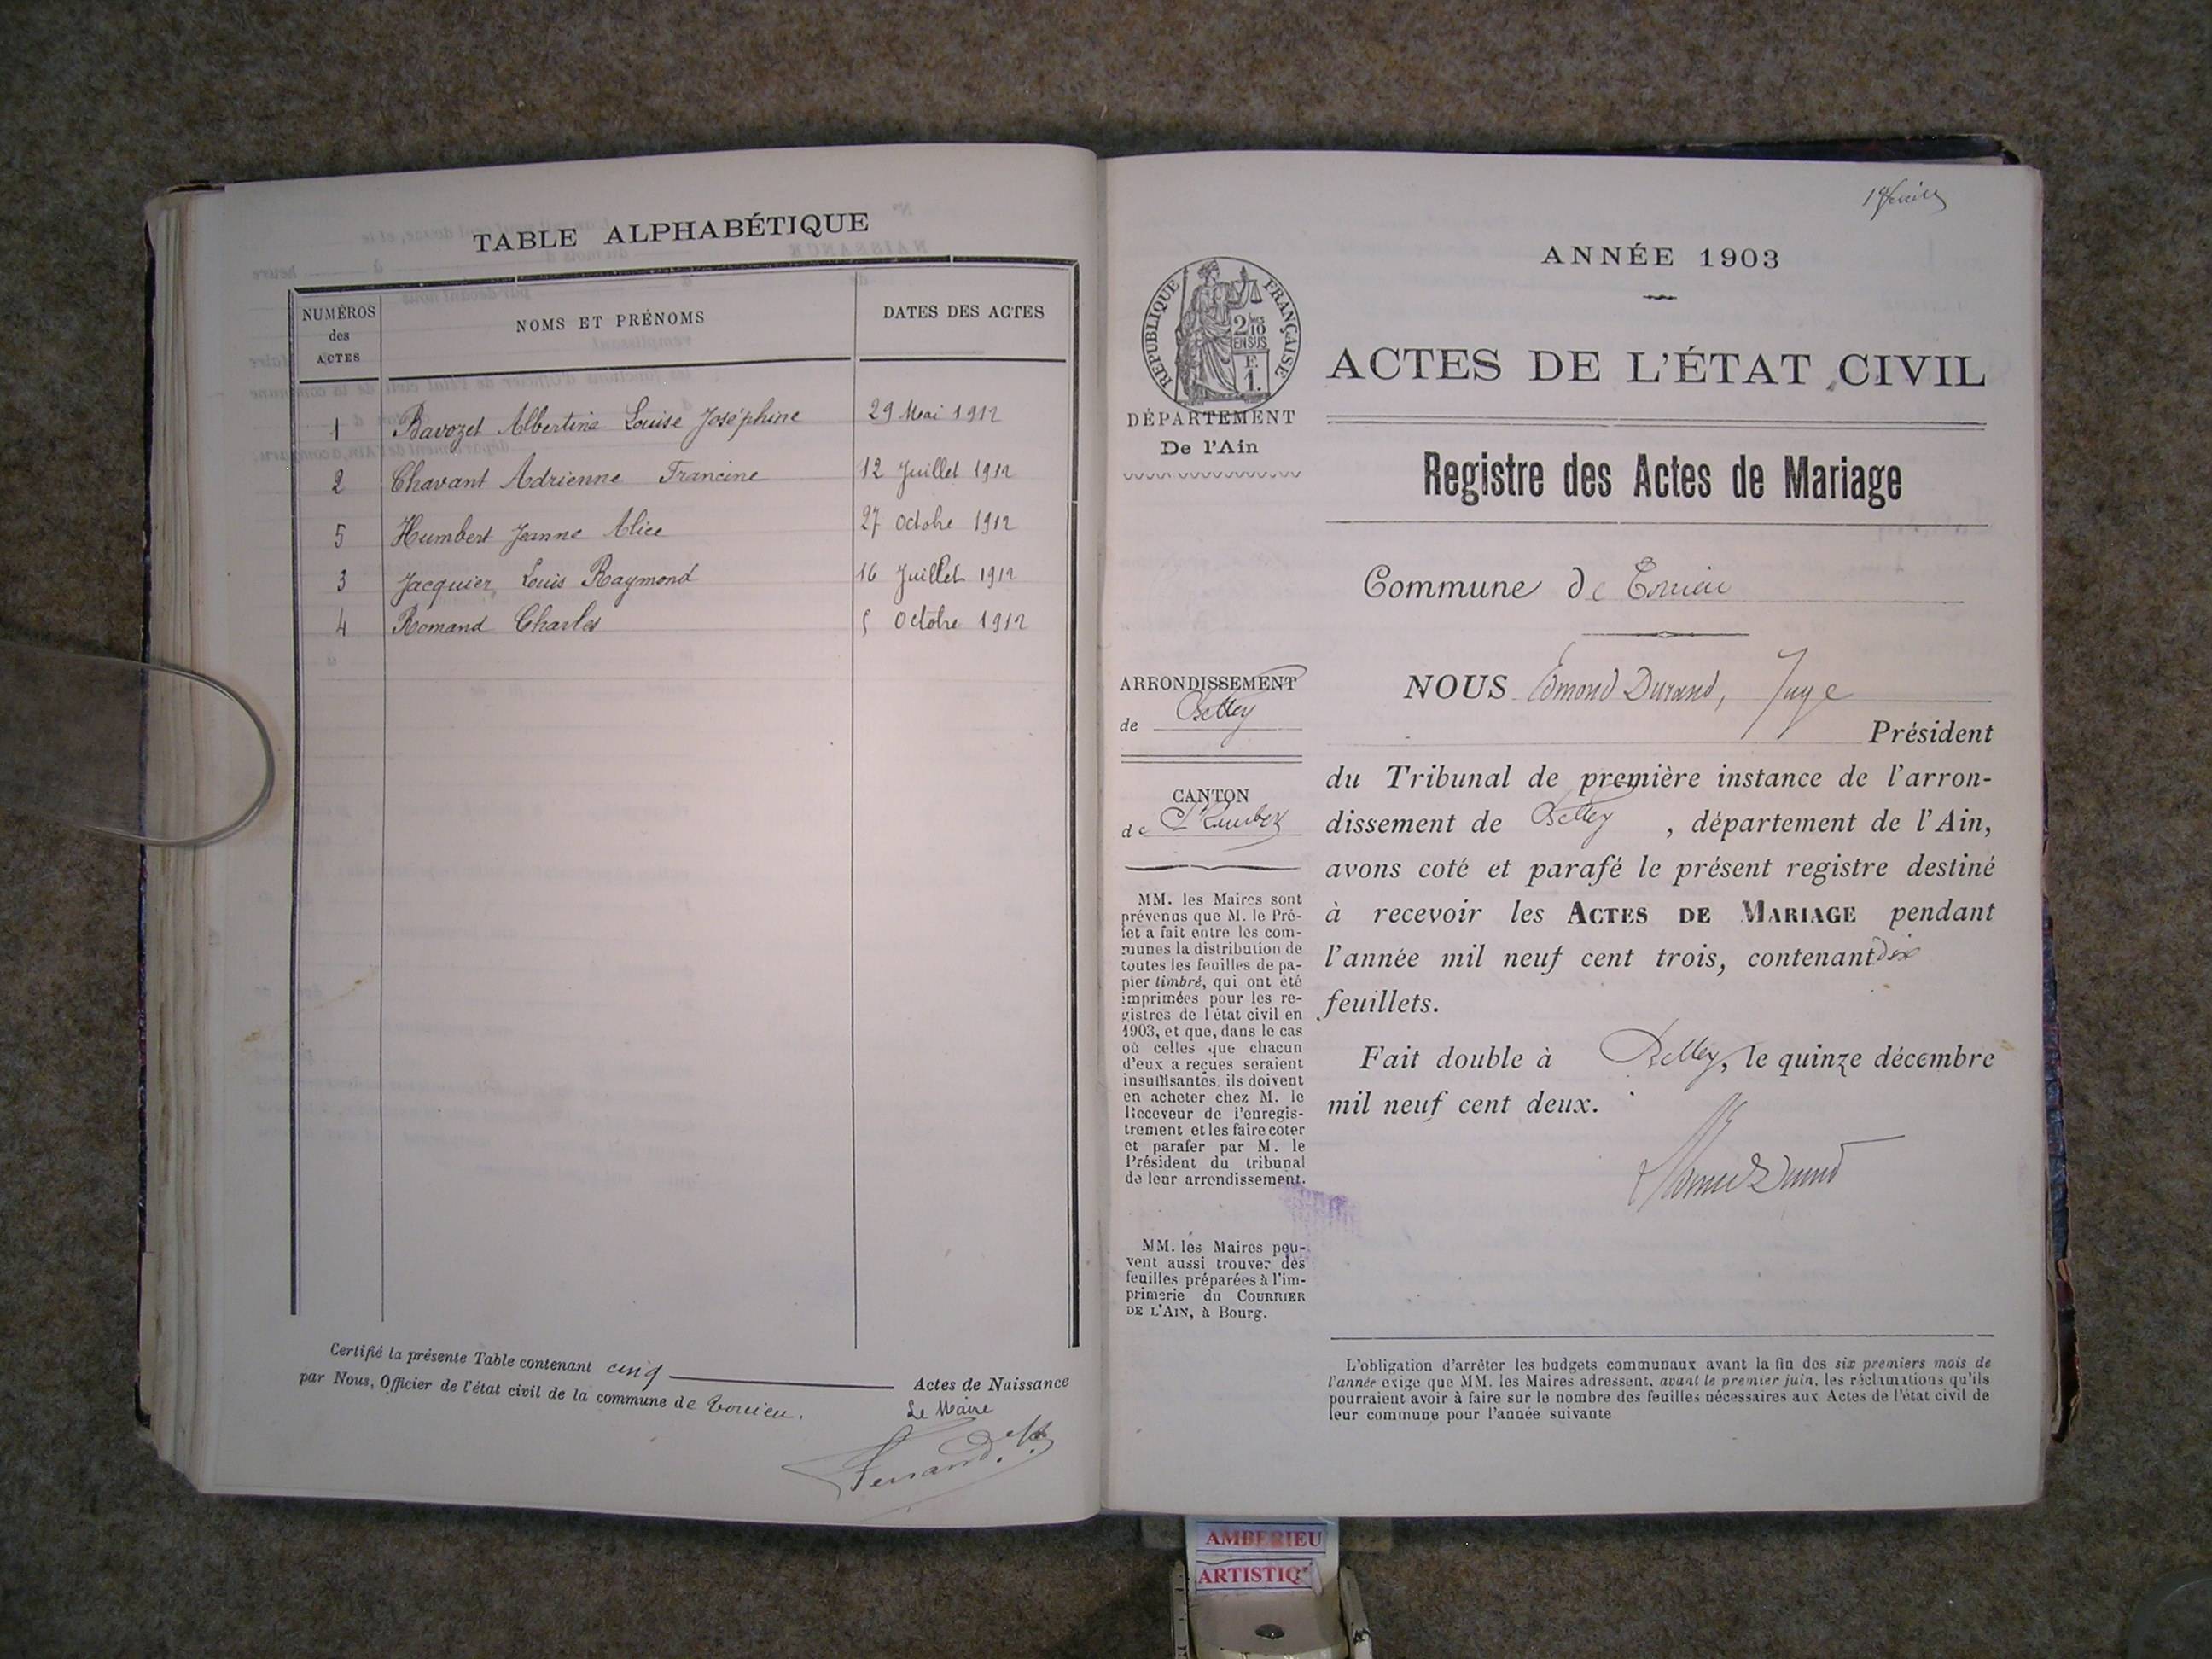 TABLE ALPHABÉTIQUE
NUMÉROS
des
ACTES
NOMS ET PRÉNOMS
DATES DES ACTES
1 Bavozet Albertine Louise Joséphine 29 Mai 1912
2 Chavant Adrienne Francine 12 Juillet 1912
5 Humbert Jeanne Alice 27 Octobre 1912
3 Jacquier Louis Raymond 16 Juillet 1912
4 Romand Charles 5 Octobre 1912
Certifié la présente Table contenant cinq Actes de Naissance
par Nous, Officier de l'état civil de la commune de Torcieu.
Le Maire
ANNÉE 1903
RÉPUBLIQUE FRANÇAISE
2/10
EN SUS
F.
1.
ACTES DE L'ÉTAT CIVIL
DÉPARTEMENT
De l'Ain
Registre des Actes de Mariage
Commune de Torcieu
ARRONDISSEMENT
de Belley
CANTON
de St Rambert
MM. les Maires sont
prévenus que M. le Pré-
fet a fait entre les com-
munes la distribution de
toutes les feuilles de pa-
pier timbré, qui ont été
imprimées pour les re-
gistres de l'état civil en
1903, et que, dans le cas
où celles que chacun
d'eux a reçues seraient
insuffisantes, ils doivent
en acheter chez M. le
Receveur de l'enregis-
trement et les faire coter
et parafer par M. le
Président du tribunal
de leur arrondissement.
MM. les Maires peu-
vent aussi trouver des
feuilles préparées à l'im-
primerie du COURRIER
DE L'AIN, à Bourg.
NOUS Edmond Durand, Juge
Président
du Tribunal de première instance de l'arron-
dissement de Belley, département de l'Ain,
avons coté et parafé le présent registre destiné
à recevoir les ACTES DE MARIAGE pendant
l'année mil neuf cent trois, contenant dix
feuillets.
Fait double à Belley, le quinze décembre
mil neuf cent deux.
L'obligation d'arrêter les budgets communaux avant la fin des six premiers mois de
l'année exige que MM. les Maires adressent, avant le premier juin, les réclamations qu'ils
pourraient avoir à faire sur le nombre des feuilles nécessaires aux Actes de l'état civil de
leur commune pour l'année suivante
AMBERIEU
ARTISTIQ